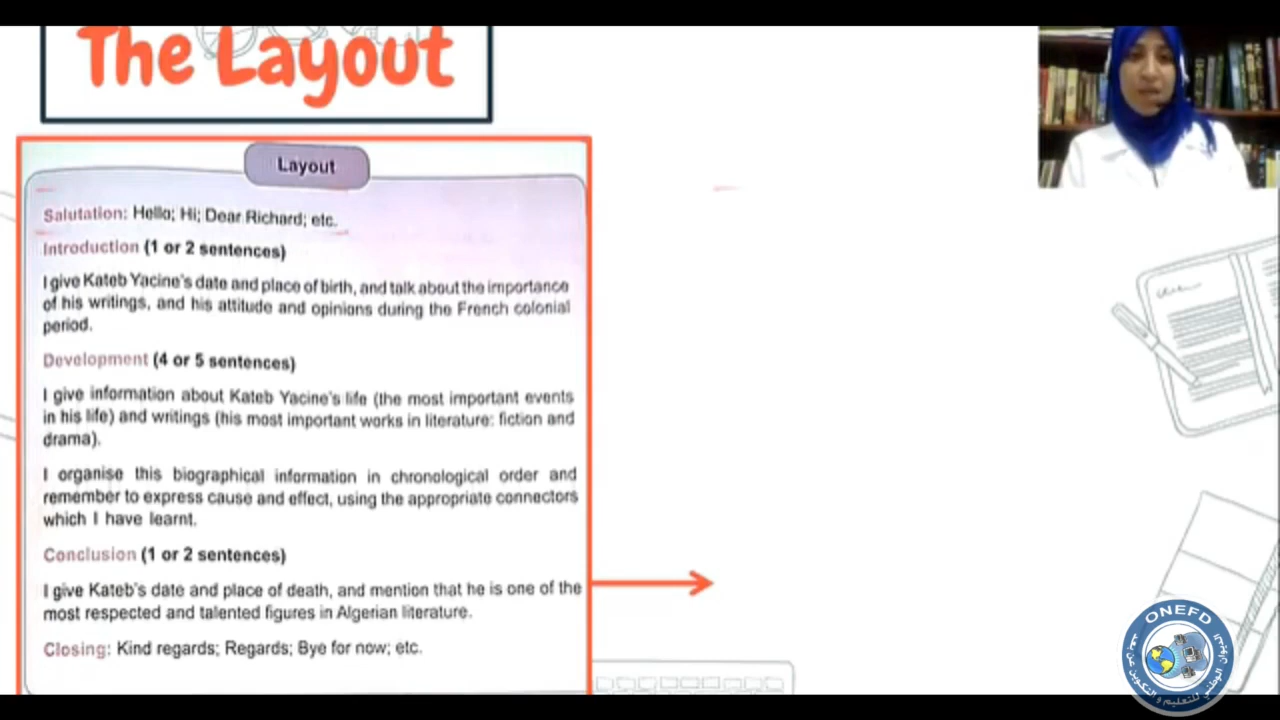 The Layout
Layout
Salutation: Hello; Hi; Dear Richard; etc.
Introduction (1 or 2 sentences)
I give Kateb Yacine's date and place of birth, and talk about the importance
of his writings, and his attitude and opinions during the French colonial
period.
Development (4 or 5 sentences)
I give information about Kateb Yacine's life (the most important events
in his life) and writings (his most important works in literature: fiction and
drama).
I organise this biographical information in chronological order and
remember to express cause and effect, using the appropriate connectors
which I have learnt.
Conclusion (1 or 2 sentences)
I give Kateb's date and place of death, and mention that he is one of the
most respected and talented figures in Algerian literature.
Closing: Kind regards; Regards; Bye for now; etc.
ONEFD
الديوان الوطني للتعليم و التكوين عن بعد